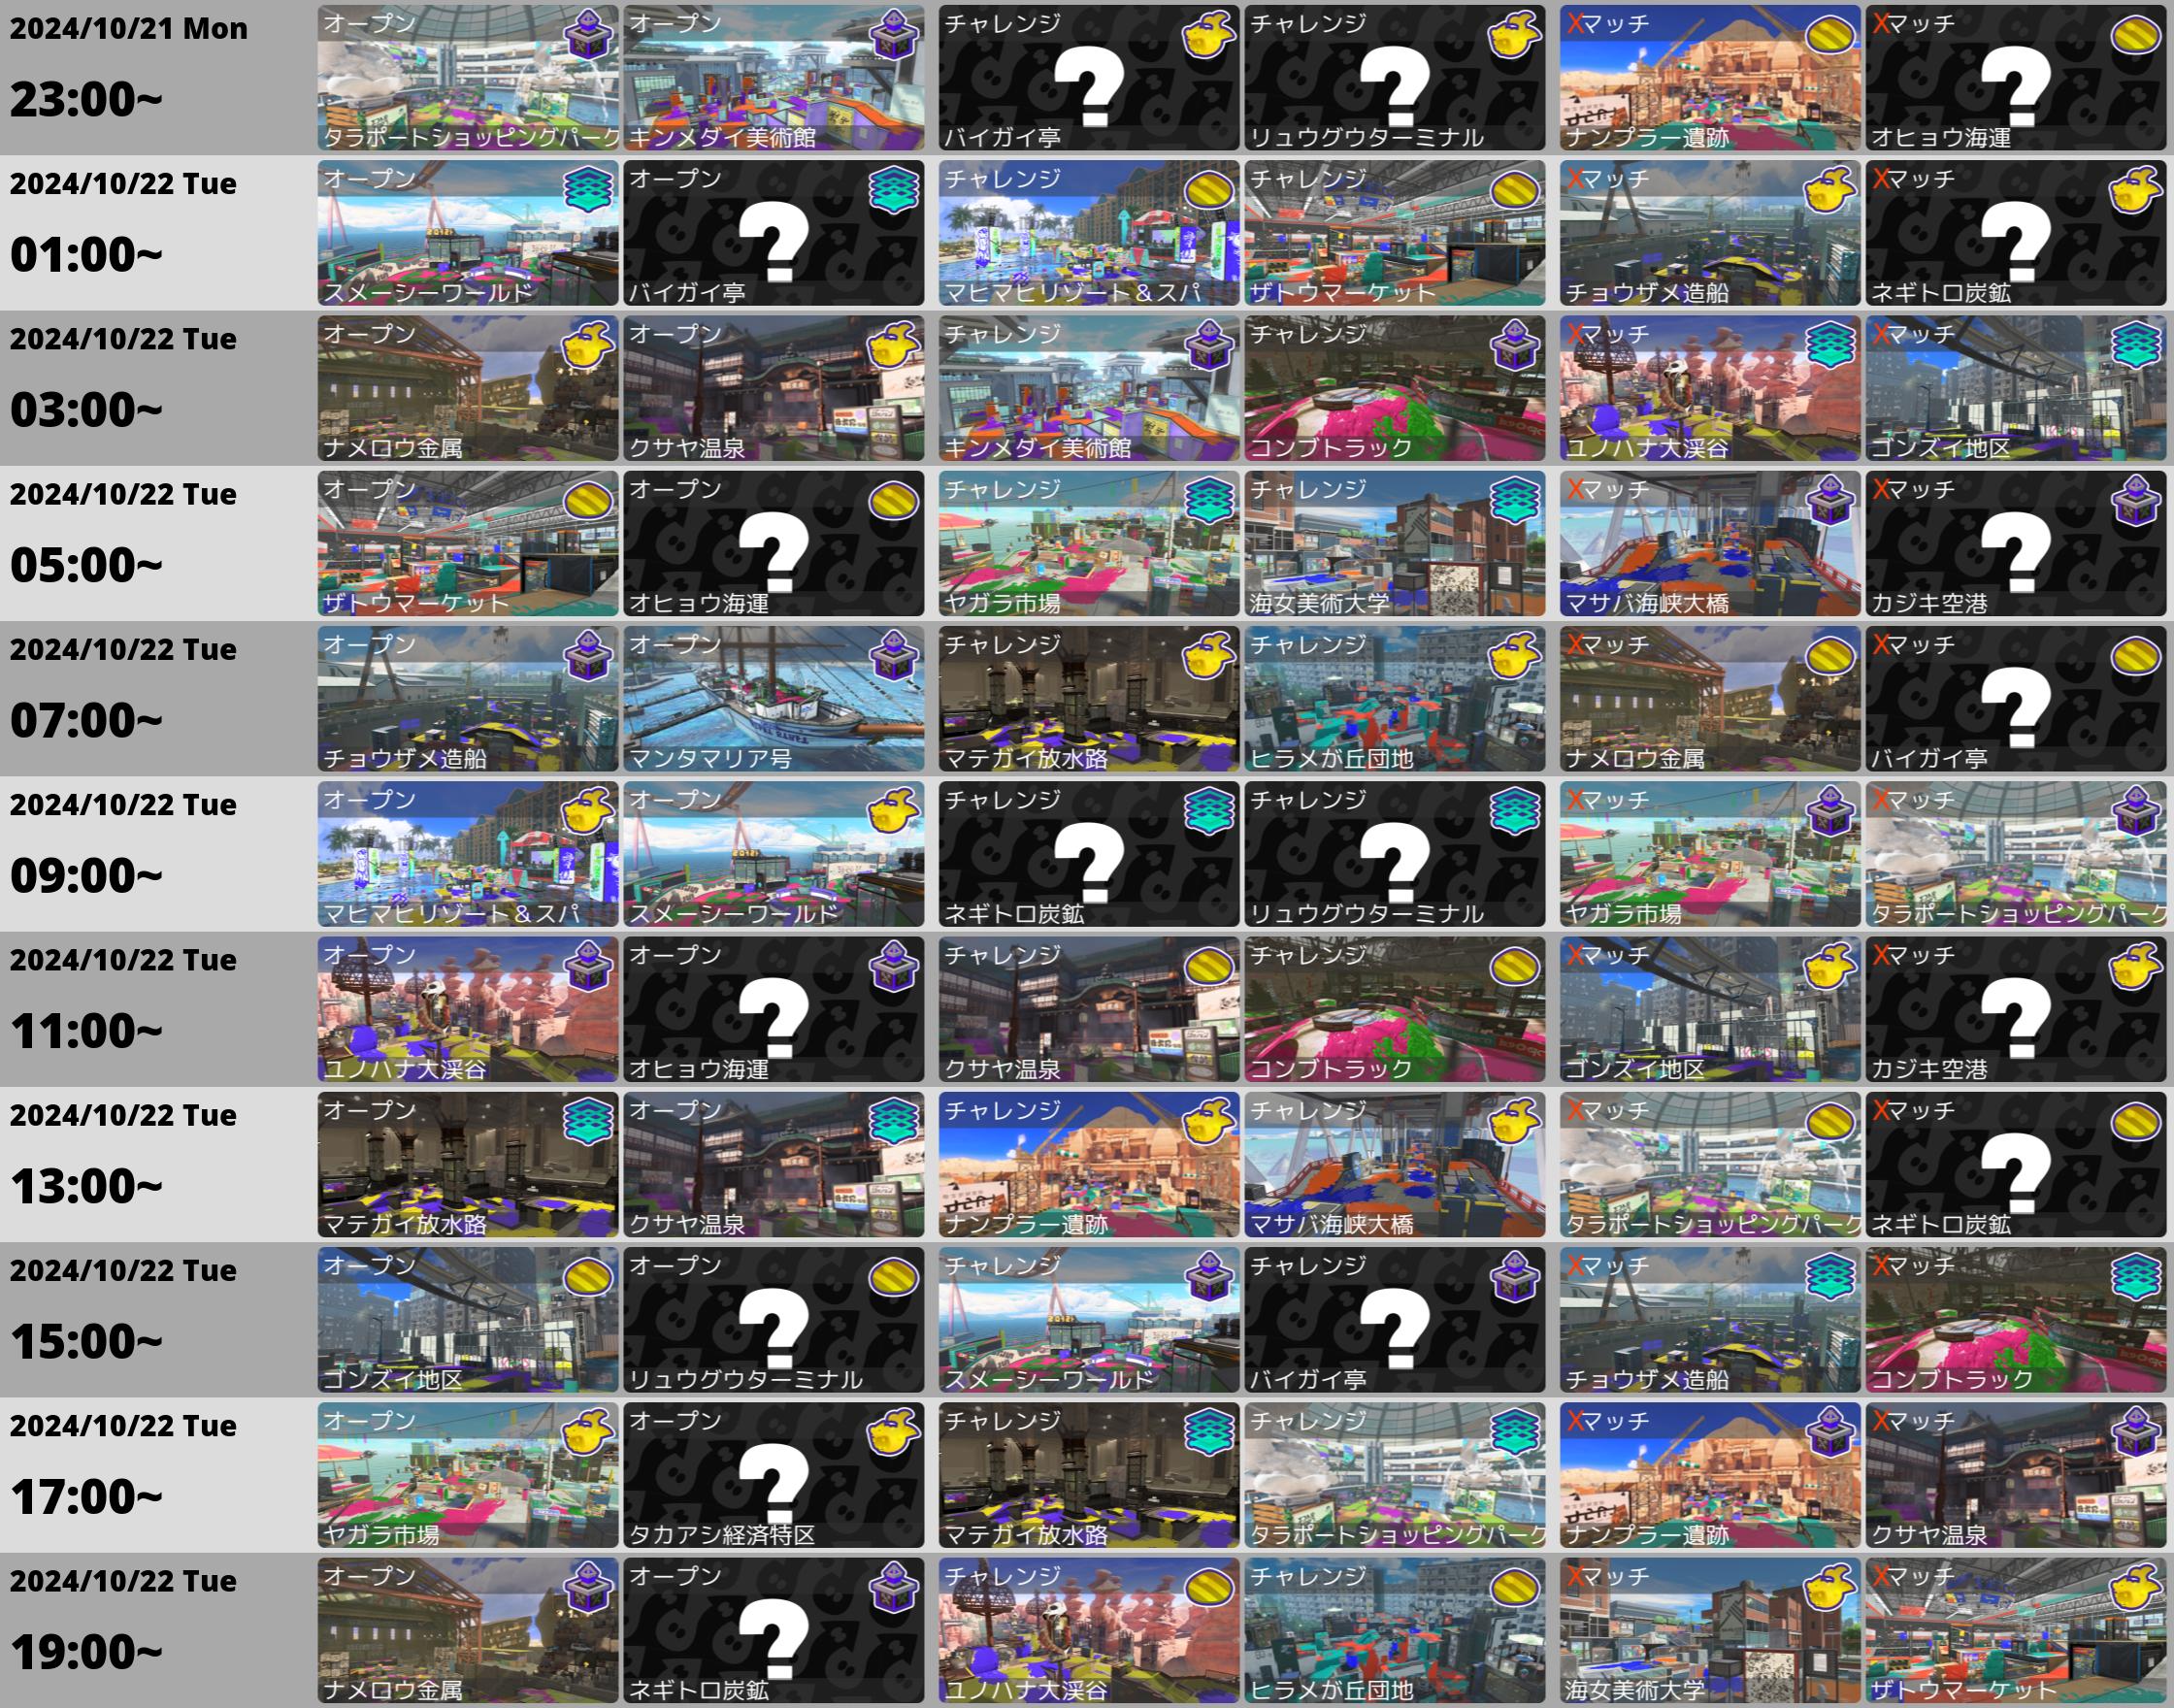 2024/10/21 Mon
23:00~
オープン
タラポートショッピングパーク
オープン
キンメダイ美術館
チャレンジ
バイガイ亭
チャレンジ
リュウグウターミナル
Xマッチ
ナンプラー遺跡
Xマッチ
オヒョウ海運
2024/10/22 Tue
01:00~
オープン
スメーシーワールド
オープン
バイガイ亭
チャレンジ
マヒマヒリゾート&スパ
チャレンジ
ザトウマーケット
Xマッチ
チョウザメ造船
Xマッチ
ネギトロ炭鉱
2024/10/22 Tue
03:00~
オープン
ナメロウ金属
オープン
クサヤ温泉
チャレンジ
キンメダイ美術館
チャレンジ
コンブトラック
Xマッチ
ユノハナ大渓谷
Xマッチ
ゴンズイ地区
2024/10/22 Tue
05:00~
オープン
ザトウマーケット
オープン
オヒョウ海運
チャレンジ
ヤガラ市場
チャレンジ
海女美術大学
Xマッチ
マサバ海峡大橋
Xマッチ
カジキ空港
2024/10/22 Tue
07:00~
オープン
チョウザメ造船
オープン
マンタマリア号
チャレンジ
マテガイ放水路
チャレンジ
ヒラメが丘団地
Xマッチ
ナメロウ金属
Xマッチ
バイガイ亭
2024/10/22 Tue
09:00~
オープン
マヒマヒリゾート&スパ
オープン
スメーシーワールド
チャレンジ
ネギトロ炭鉱
チャレンジ
リュウグウターミナル
Xマッチ
ヤガラ市場
Xマッチ
タラポートショッピングパーク
2024/10/22 Tue
11:00~
オープン
ユノハナ大渓谷
オープン
オヒョウ海運
チャレンジ
クサヤ温泉
チャレンジ
コンブトラック
Xマッチ
ゴンズイ地区
Xマッチ
カジキ空港
2024/10/22 Tue
13:00~
オープン
マテガイ放水路
オープン
クサヤ温泉
チャレンジ
ナンプラー遺跡
チャレンジ
マサバ海峡大橋
Xマッチ
タラポートショッピングパーク
Xマッチ
ネギトロ炭鉱
2024/10/22 Tue
15:00~
オープン
ゴンズイ地区
オープン
リュウグウターミナル
チャレンジ
スメーシーワールド
チャレンジ
バイガイ亭
Xマッチ
チョウザメ造船
Xマッチ
コンブトラック
2024/10/22 Tue
17:00~
オープン
ヤガラ市場
オープン
タカアシ経済特区
チャレンジ
マテガイ放水路
チャレンジ
タラポートショッピングパーク
Xマッチ
ナンプラー遺跡
Xマッチ
クサヤ温泉
2024/10/22 Tue
19:00~
オープン
ナメロウ金属
オープン
ネギトロ炭鉱
チャレンジ
ユノハナ大渓谷
チャレンジ
ヒラメが丘団地
Xマッチ
海女美術大学
Xマッチ
ザトウマーケット